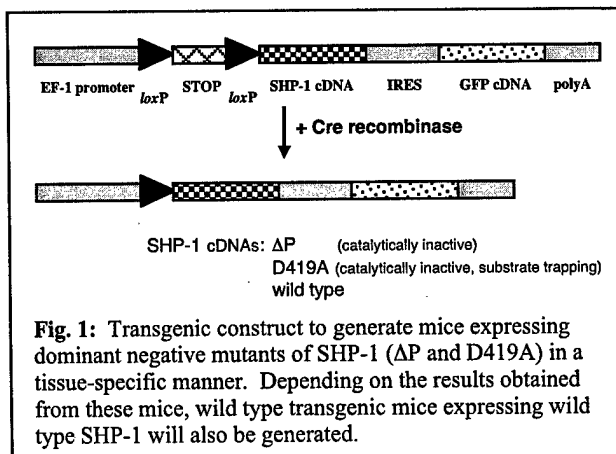 EF-1 promoter loxP STOP loxP SHP-1 cDNA IRES GFP cDNA polyA
+ Cre recombinase
SHP-1 cDNAs: ΔP (catalytically inactive)
D419A (catalytically inactive, substrate trapping)
wild type
Fig. 1: Transgenic construct to generate mice expressing
dominant negative mutants of SHP-1 (ΔP and D419A) in a
tissue-specific manner. Depending on the results obtained
from these mice, wild type transgenic mice expressing wild
type SHP-1 will also be generated.